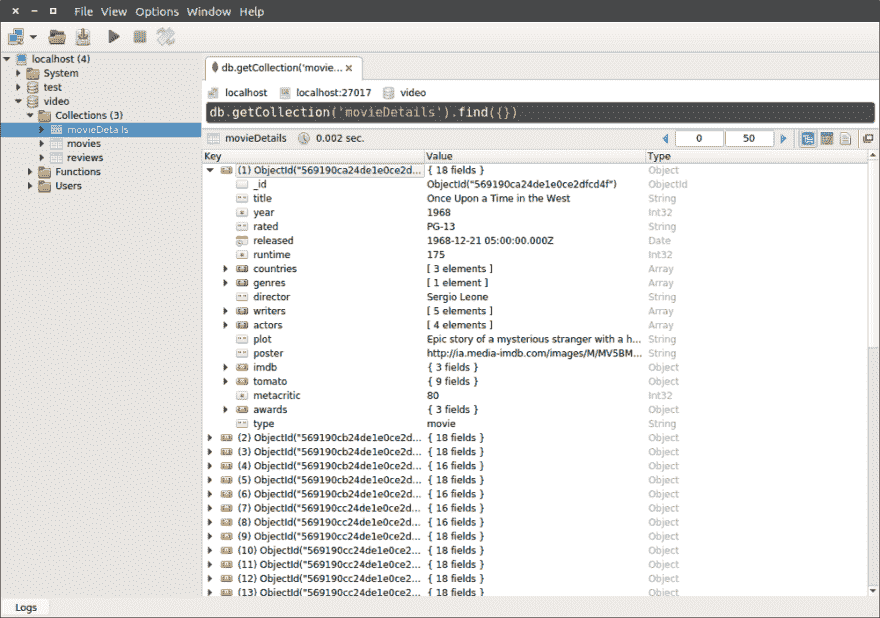 File View Options Window Help
localhost (4)
System
test
video
Collections (3)
movieDetails
movies
reviews
Functions
Users
db.getCollection('movie...
localhost localhost:27017 video
db.getCollection('movieDetails').find({})
movieDetails 0.002 sec. 0 50
Key Value Type
(1) ObjectId("569190ca24de1e0ce2d... { 18 fields } Object
_id ObjectId("569190ca24de1e0ce2dfcd4f") ObjectId
title Once Upon a Time in the West String
year 1968 Int32
rated PG-13 String
released 1968-12-21 05:00:00.000Z Date
runtime 175 Int32
countries [ 3 elements ] Array
genres [ 1 element ] Array
director Sergio Leone String
writers [ 5 elements ] Array
actors [ 4 elements ] Array
plot Epic story of a mysterious stranger with a h... String
poster http://ia.media-imdb.com/images/M/MV5BM... String
imdb { 3 fields } Object
tomato { 9 fields } Object
metacritic 80 Int32
awards { 3 fields } Object
type movie String
(2) ObjectId("569190cb24de1e0ce2d... { 18 fields } Object
(3) ObjectId("569190cb24de1e0ce2d... { 18 fields } Object
(4) ObjectId("569190cb24de1e0ce2d... { 16 fields } Object
(5) ObjectId("569190cb24de1e0ce2d... { 18 fields } Object
(6) ObjectId("569190cb24de1e0ce2d... { 16 fields } Object
(7) ObjectId("569190cc24de1e0ce2d... { 16 fields } Object
(8) ObjectId("569190cc24de1e0ce2d... { 16 fields } Object
(9) ObjectId("569190cc24de1e0ce2d... { 18 fields } Object
(10) ObjectId("569190cc24de1e0ce2... { 18 fields } Object
(11) ObjectId("569190cc24de1e0ce2... { 18 fields } Object
(12) ObjectId("569190cc24de1e0ce2... { 18 fields } Object
(13) ObjectId("569190cc24de1e0ce2... { 18 fields } Object
Logs